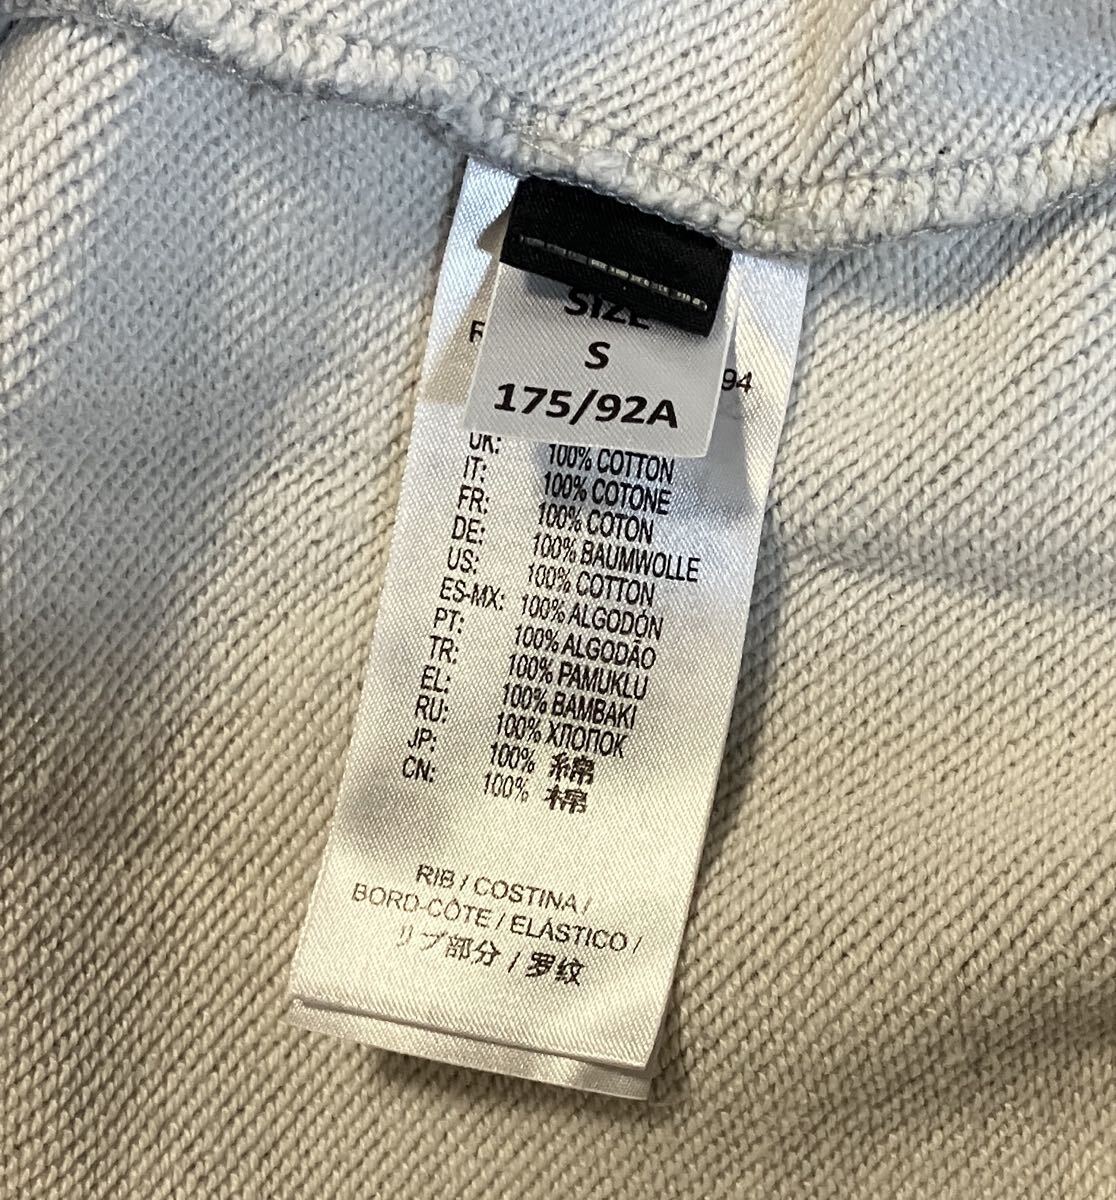 SIZE
S
175/92A
94
UK: 100% COTTON
IT: 100% COTONE
FR: 100% COTON
DE: 100% BAUMWOLLE
US: 100% COTTON
ES-MX: 100% ALGODÓN
PT: 100% ALGODÃO
TR: 100% PAMUKLU
EL: 100% BAMBAKI
RU: 100% ХЛОПОК
JP: 100% 綿
CN: 100% 棉
RIB / COSTINA /
BORD-CÔTE / ELÁSTICO /
リブ部分 / 罗纹